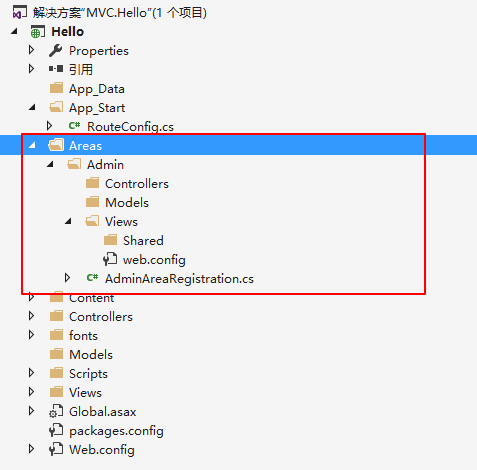 解决方案"MVC.Hello"(1 个项目)
Hello
Properties
引用
App_Data
App_Start
RouteConfig.cs
Areas
Admin
Controllers
Models
Views
Shared
web.config
AdminAreaRegistration.cs
Content
Controllers
fonts
Models
Scripts
Views
Global.asax
packages.config
Web.config